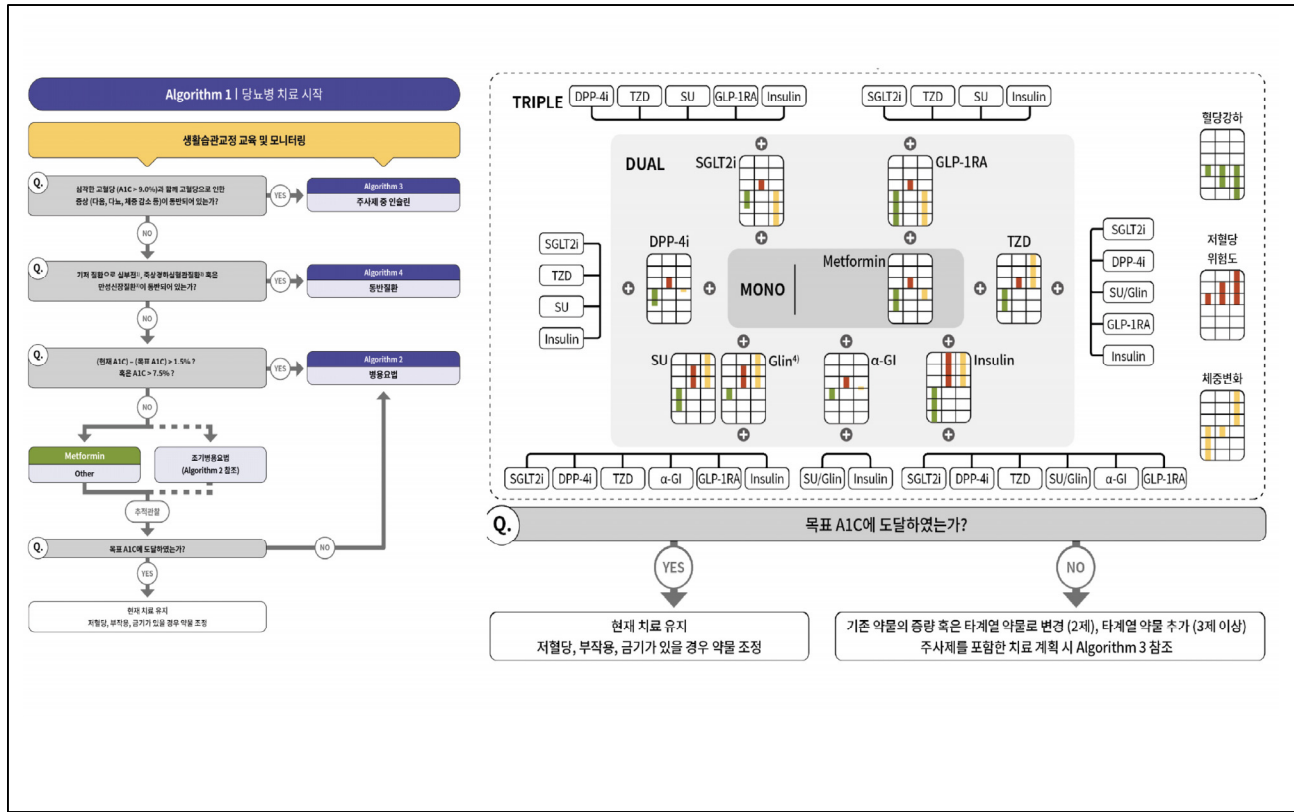 Algorithm 1 | 당뇨병 치료 시작
생활습관교정 교육 및 모니터링
Q.
심각한 고혈당 (A1C > 9.0%)과 함께 고혈당으로 인한
증상 (다음, 다뇨, 체중 감소 등)이 동반되어 있는가?
YES
Algorithm 3
주사제 중 인슐린
NO
Q.
기저 질환으로 심부전1), 죽상경화심혈관질환2) 혹은
만성신장질환3)이 동반되어 있는가?
YES
Algorithm 4
동반질환
NO
Q.
(현재 A1C) – (목표 A1C) > 1.5% ?
혹은 A1C > 7.5% ?
YES
Algorithm 2
병용요법
NO
Metformin
Other
조기병용요법
(Algorithm 2 참조)
추적관찰
Q.
목표 A1C에 도달하였는가?
NO
YES
현재 치료 유지
저혈당, 부작용, 금기가 있을 경우 약물 조정
TRIPLE
DPP-4i TZD SU GLP-1RA Insulin
SGLT2i TZD SU Insulin
DUAL
SGLT2i
GLP-1RA
DPP-4i
TZD
MONO
Metformin
SU
Glin4)
α-GI
Insulin
SGLT2i
TZD
SU
Insulin
SGLT2i
DPP-4i
SU/Glin
GLP-1RA
Insulin
혈당강하
저혈당
위험도
체중변화
SGLT2i DPP-4i TZD α-GI GLP-1RA Insulin
SU/Glin Insulin
SGLT2i DPP-4i TZD SU/Glin α-GI GLP-1RA
Q.
목표 A1C에 도달하였는가?
YES
NO
현재 치료 유지
저혈당, 부작용, 금기가 있을 경우 약물 조정
기존 약물의 증량 혹은 타계열 약물로 변경 (2제), 타계열 약물 추가 (3제 이상)
주사제를 포함한 치료 계획 시 Algorithm 3 참조